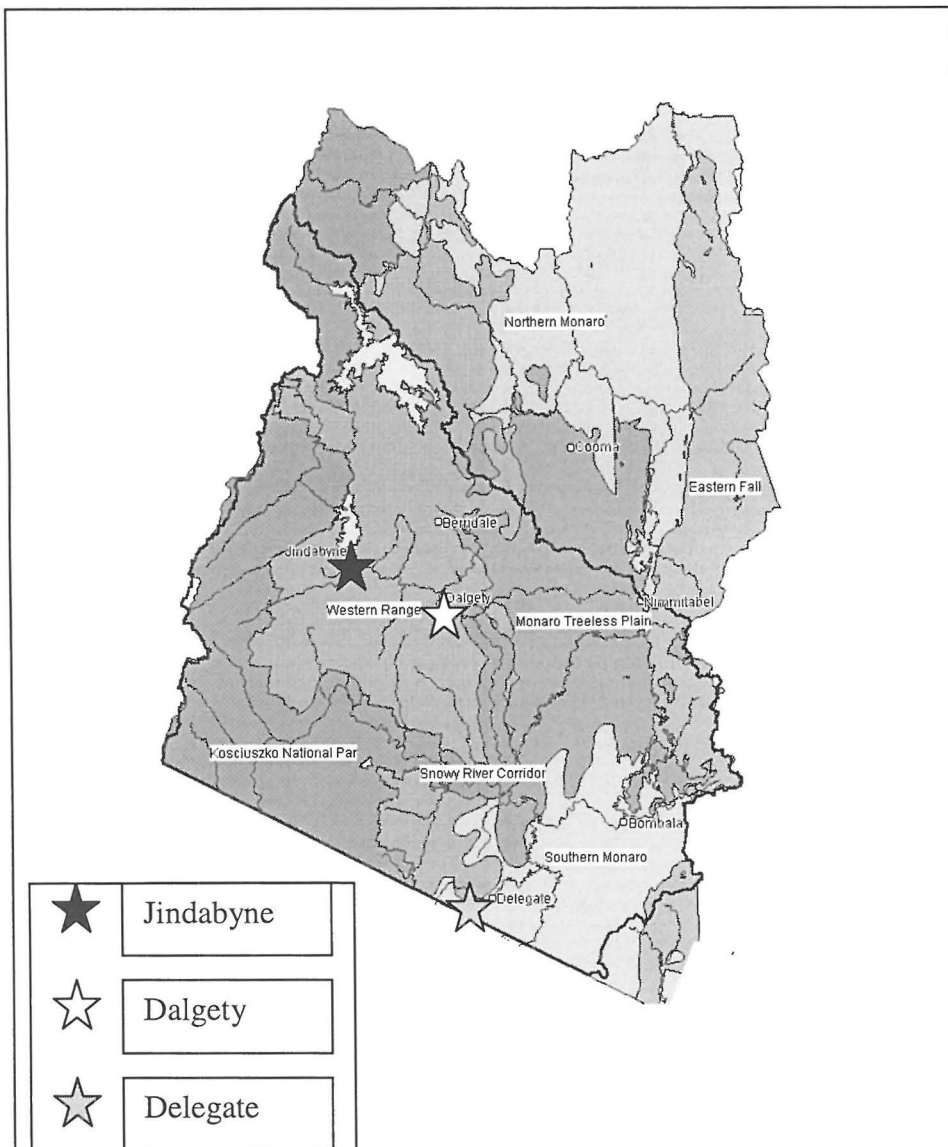 Northern Monaro
Cooma
Eastern Fall
Berridale
Jindabyne
Dalgety
Nimmitabel
Western Range
Monaro Treeless Plain
Kosciuszko National Par
Snowy River Corridor
Bombala
Southern Monaro
Delegate
Jindabyne
Dalgety
Delegate